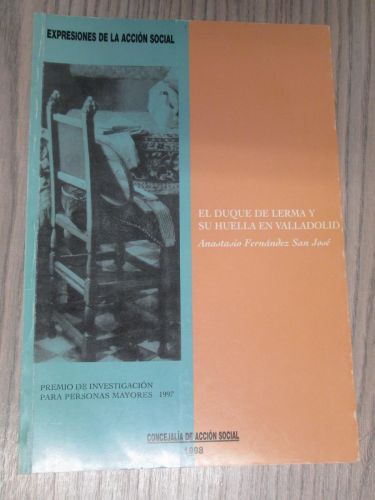 EXPRESIONES DE LA ACCIÓN SOCIAL
EL DUQUE DE LERMA Y
SU HUELLA EN VALLADOLID
Anastasio Fernández San José
PREMIO DE INVESTIGACIÓN
PARA PERSONAS MAYORES 1997
CONCEJALÍA DE ACCIÓN SOCIAL
1998